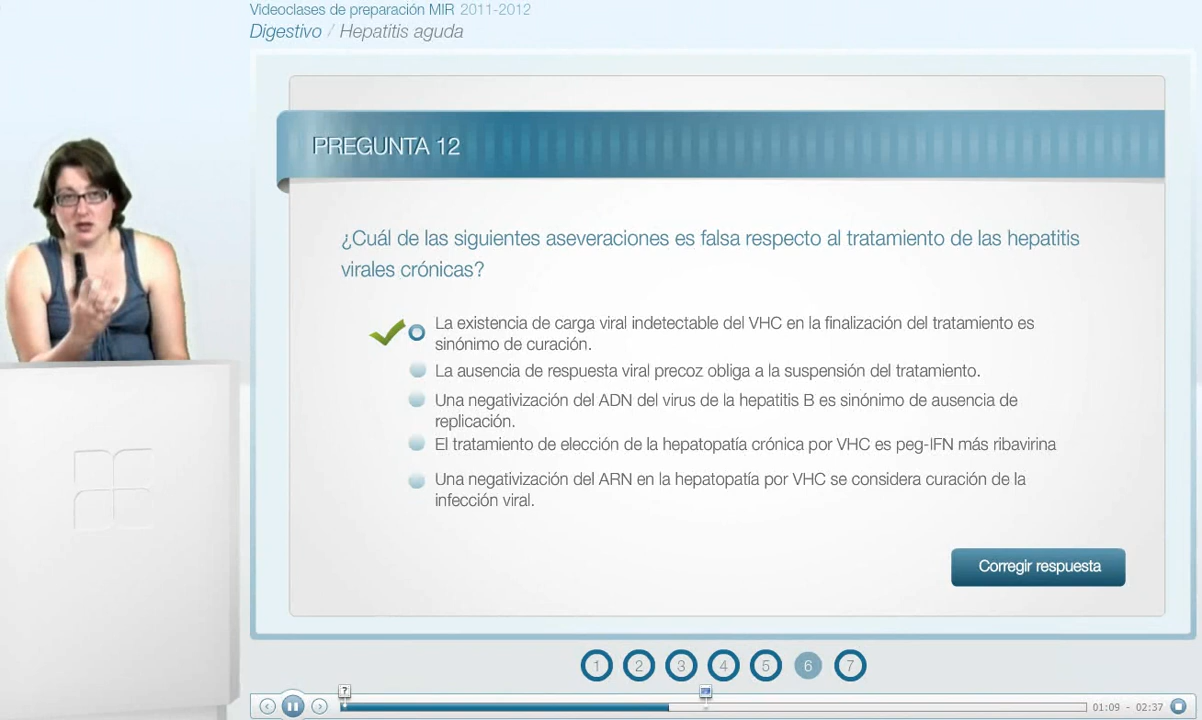 Videoclases de preparación MIR 2011-2012
Digestivo / Hepatitis aguda
PREGUNTA 12
¿Cuál de las siguientes aseveraciones es falsa respecto al tratamiento de las hepatitis
virales crónicas?
La existencia de carga viral indetectable del VHC en la finalización del tratamiento es
sinónimo de curación.
La ausencia de respuesta viral precoz obliga a la suspensión del tratamiento.
Una negativización del ADN del virus de la hepatitis B es sinónimo de ausencia de
replicación.
El tratamiento de elección de la hepatopatía crónica por VHC es peg-IFN más ribavirina
Una negativización del ARN en la hepatopatía por VHC se considera curación de la
infección viral.
Corregir respuesta
1 2 3 4 5 6 7
?
01:09 - 02:37